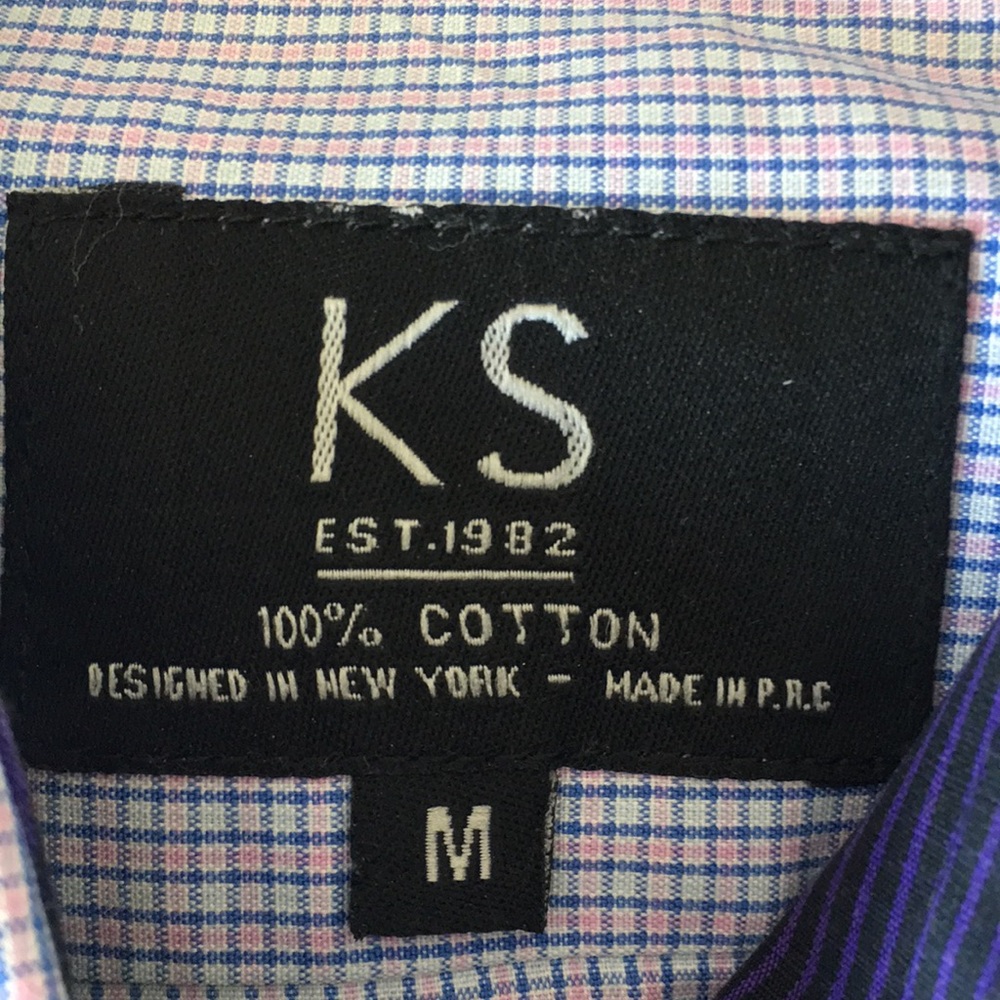 KS
EST.1982
100% COTTON
DESIGNED IN NEW YORK - MADE IN P.R.C
M